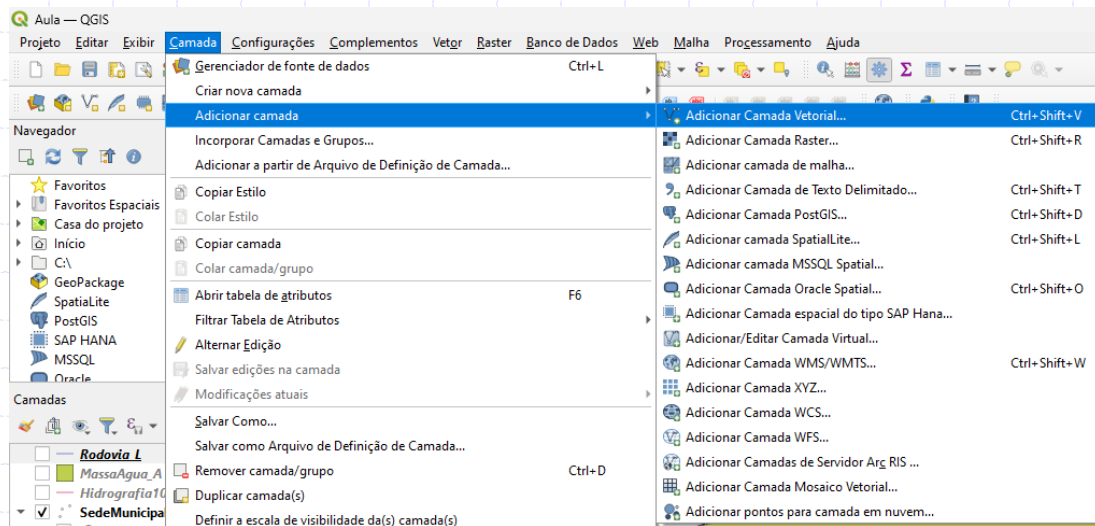 Aula — QGIS
Projeto Editar Exibir Camada Configurações Complementos Vetor Raster Banco de Dados Web Malha Processamento Ajuda
Gerenciador de fonte de dados Ctrl+L
Criar nova camada
Adicionar camada
Incorporar Camadas e Grupos...
Adicionar a partir de Arquivo de Definição de Camada...
Copiar Estilo
Colar Estilo
Copiar camada
Colar camada/grupo
Abrir tabela de atributos F6
Filtrar Tabela de Atributos
Alternar Edição
Salvar edições na camada
Modificações atuais
Salvar Como...
Salvar como Arquivo de Definição de Camada...
Remover camada/grupo Ctrl+D
Duplicar camada(s)
Definir a escala de visibilidade da(s) camada(s)
Adicionar Camada Vetorial... Ctrl+Shift+V
Adicionar Camada Raster... Ctrl+Shift+R
Adicionar camada de malha...
Adicionar Camada de Texto Delimitado... Ctrl+Shift+T
Adicionar Camada PostGIS... Ctrl+Shift+D
Adicionar camada SpatialLite... Ctrl+Shift+L
Adicionar camada MSSQL Spatial...
Adicionar Camada Oracle Spatial... Ctrl+Shift+O
Adicionar Camada espacial do tipo SAP Hana...
Adicionar/Editar Camada Virtual...
Adicionar Camada WMS/WMTS... Ctrl+Shift+W
Adicionar Camada XYZ...
Adicionar Camada WCS...
Adicionar Camada WFS...
Adicionar Camadas de Servidor Arc RIS ...
Adicionar Camada Mosaico Vetorial...
Adicionar pontos para camada em nuvem...
Navegador
Favoritos
Favoritos Espaciais
Casa do projeto
Início
C:\
GeoPackage
SpatiaLite
PostGIS
SAP HANA
MSSQL
Oracle
Camadas
Rodovia_L
MassaAgua_A
Hidrografia10
SedeMunicipa